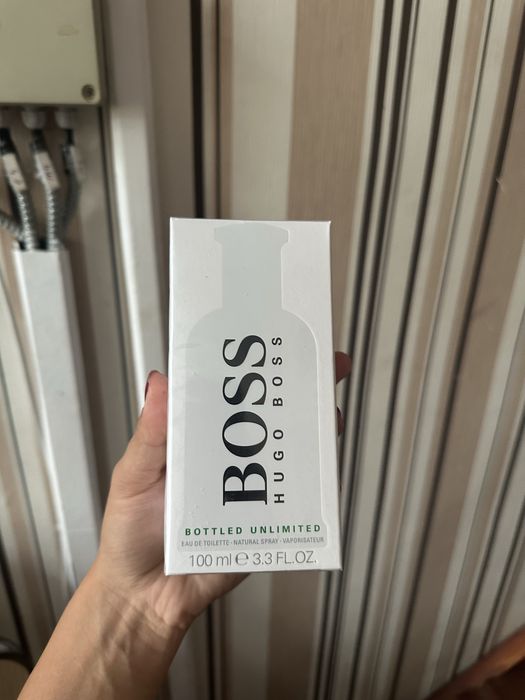 BOSS
HUGO BOSS
BOTTLED UNLIMITED
EAU DE TOILETTE - NATURAL SPRAY - VAPORISATEUR
100 ml ℮ 3.3 FL.OZ.